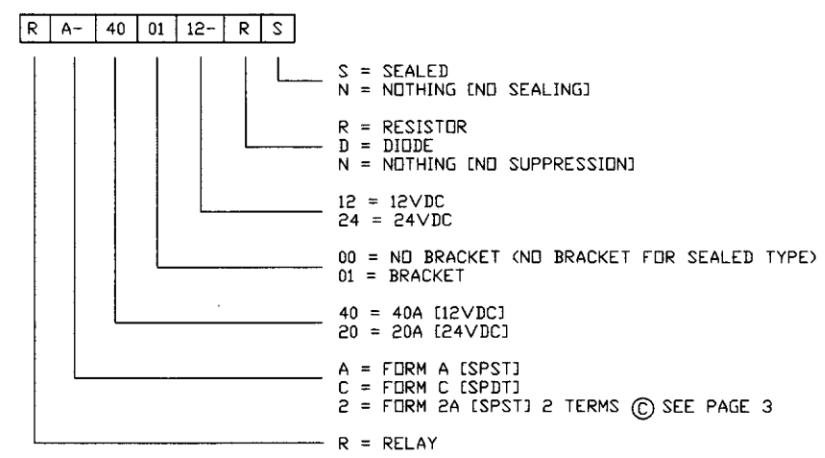 R A- 40 01 12- R S
S = SEALED
N = NOTHING [NO SEALING]
R = RESISTOR
D = DIODE
N = NOTHING [NO SUPPRESSION]
12 = 12VDC
24 = 24VDC
00 = NO BRACKET (NO BRACKET FOR SEALED TYPE)
01 = BRACKET
40 = 40A [12VDC]
20 = 20A [24VDC]
A = FORM A [SPST]
C = FORM C [SPDT]
2 = FORM 2A [SPST] 2 TERMS Ⓒ SEE PAGE 3
R = RELAY